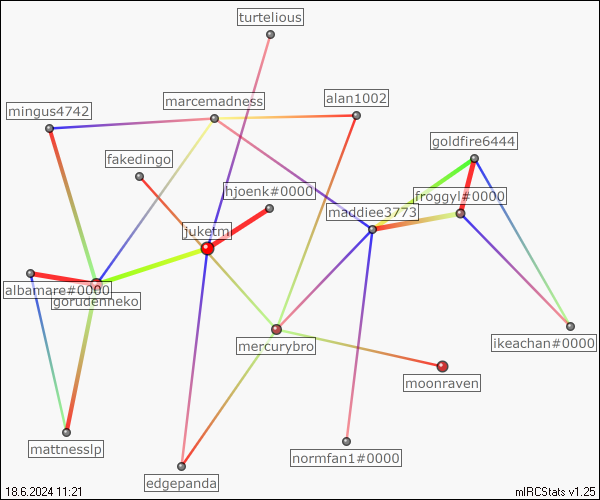 turtelious
marcemadness
alan1002
mingus4742
goldfire6444
fakedingo
hjoenk#0000
froggyl#0000
maddiee3773
juketm
albamare#0000
gorudenneko
mercurybro
ikeachan#0000
moonraven
mattnesslp
normfan1#0000
edgepanda
18.6.2024 11:21
mIRCStats v1.25